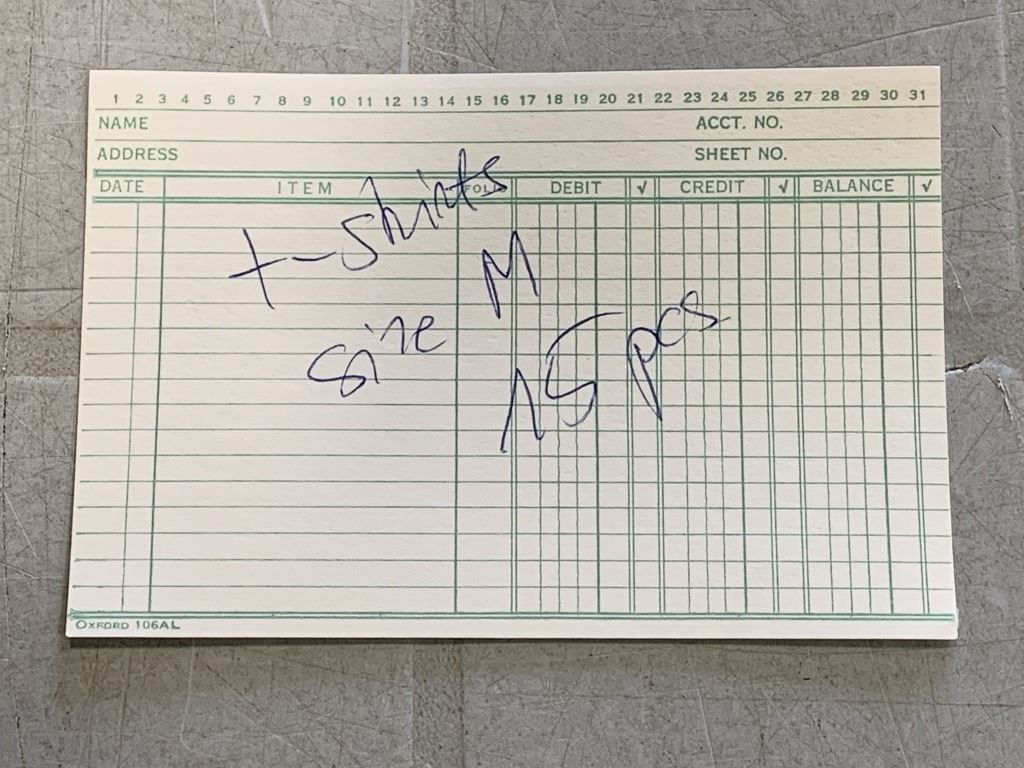 1 2 3 4 5 6 7 8 9 10 11 12 13 14 15 16 17 18 19 20 21 22 23 24 25 26 27 28 29 30 31
NAME ACCT. NO.
ADDRESS SHEET NO.
DATE ITEM FOLIO DEBIT √ CREDIT √ BALANCE √
t-shirts
size M
15 pcs
OXFORD 106AL